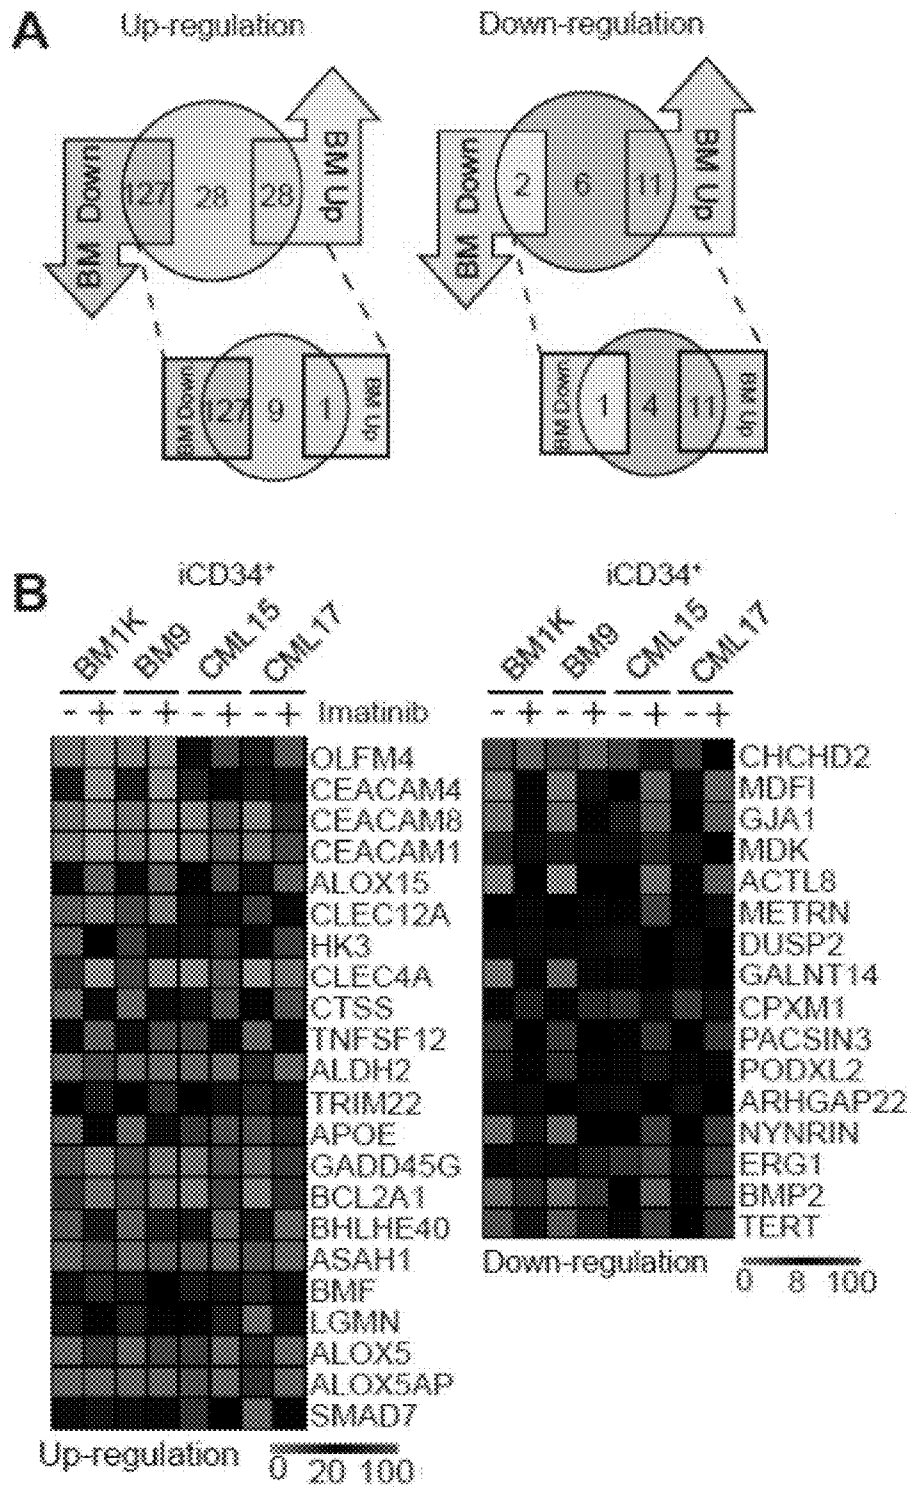 A
Up-regulation
Down-regulation
BM Down
127
28
28
BM Up
BM Down
2
6
11
BM Up
BM Down
127
9
1
BM Up
BM Down
1
4
11
BM Up
B
iCD34+
iCD34+
BM1K BM9 CML15 CML17
BM1K BM9 CML15 CML17
- + - + - + - + Imatinib
- + - + - + - +
OLFM4
CEACAM4
CEACAM8
CEACAM1
ALOX15
CLEC12A
HK3
CLEC4A
CTSS
TNFSF12
ALDH2
TRIM22
APOE
GADD45G
BCL2A1
BHLHE40
ASAH1
BMF
LGMN
ALOX5
ALOX5AP
SMAD7
Up-regulation
0 20 100
CHCHD2
MDFI
GJA1
MDK
ACTL8
METRN
DUSP2
GALNT14
CPXM1
PACSIN3
PODXL2
ARHGAP22
NYNRIN
ERG1
BMP2
TERT
Down-regulation
0 8 100